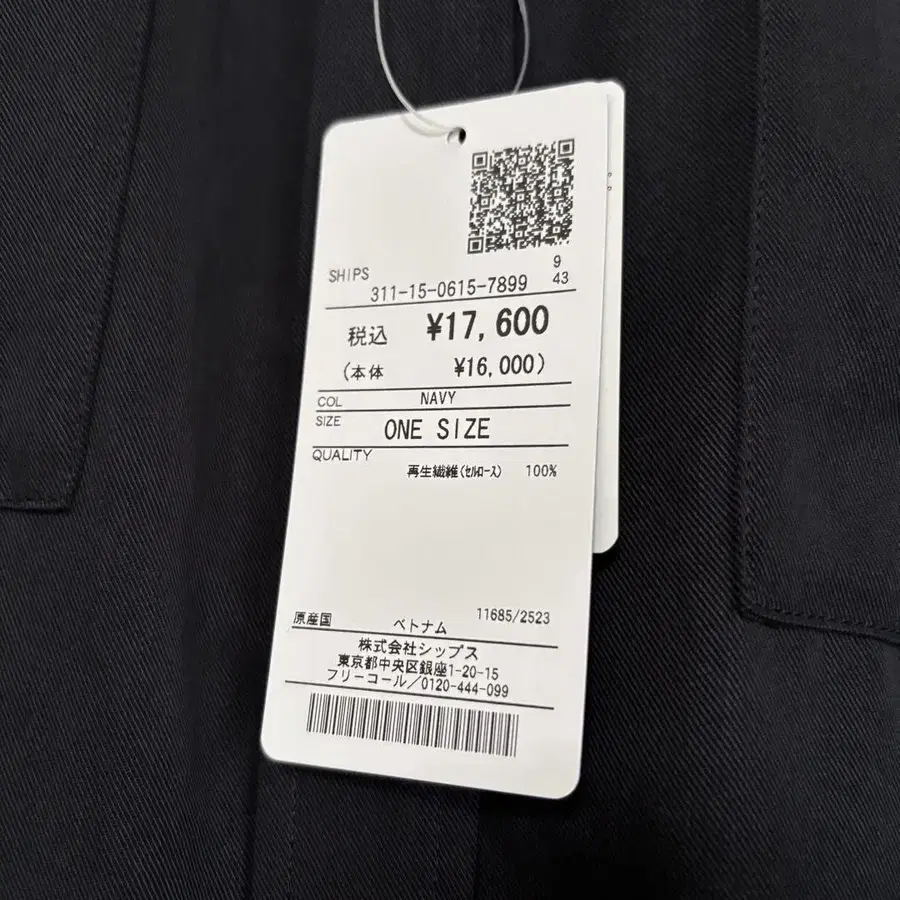 SHIPS
9
311-15-0615-7899 43
税込 ¥17,600
(本体 ¥16,000)
COL NAVY
SIZE ONE SIZE
QUALITY
再生繊維(セルロース) 100%
原産国 ベトナム 11685/2523
株式会社シップス
東京都中央区銀座1-20-15
フリーコール/0120-444-099